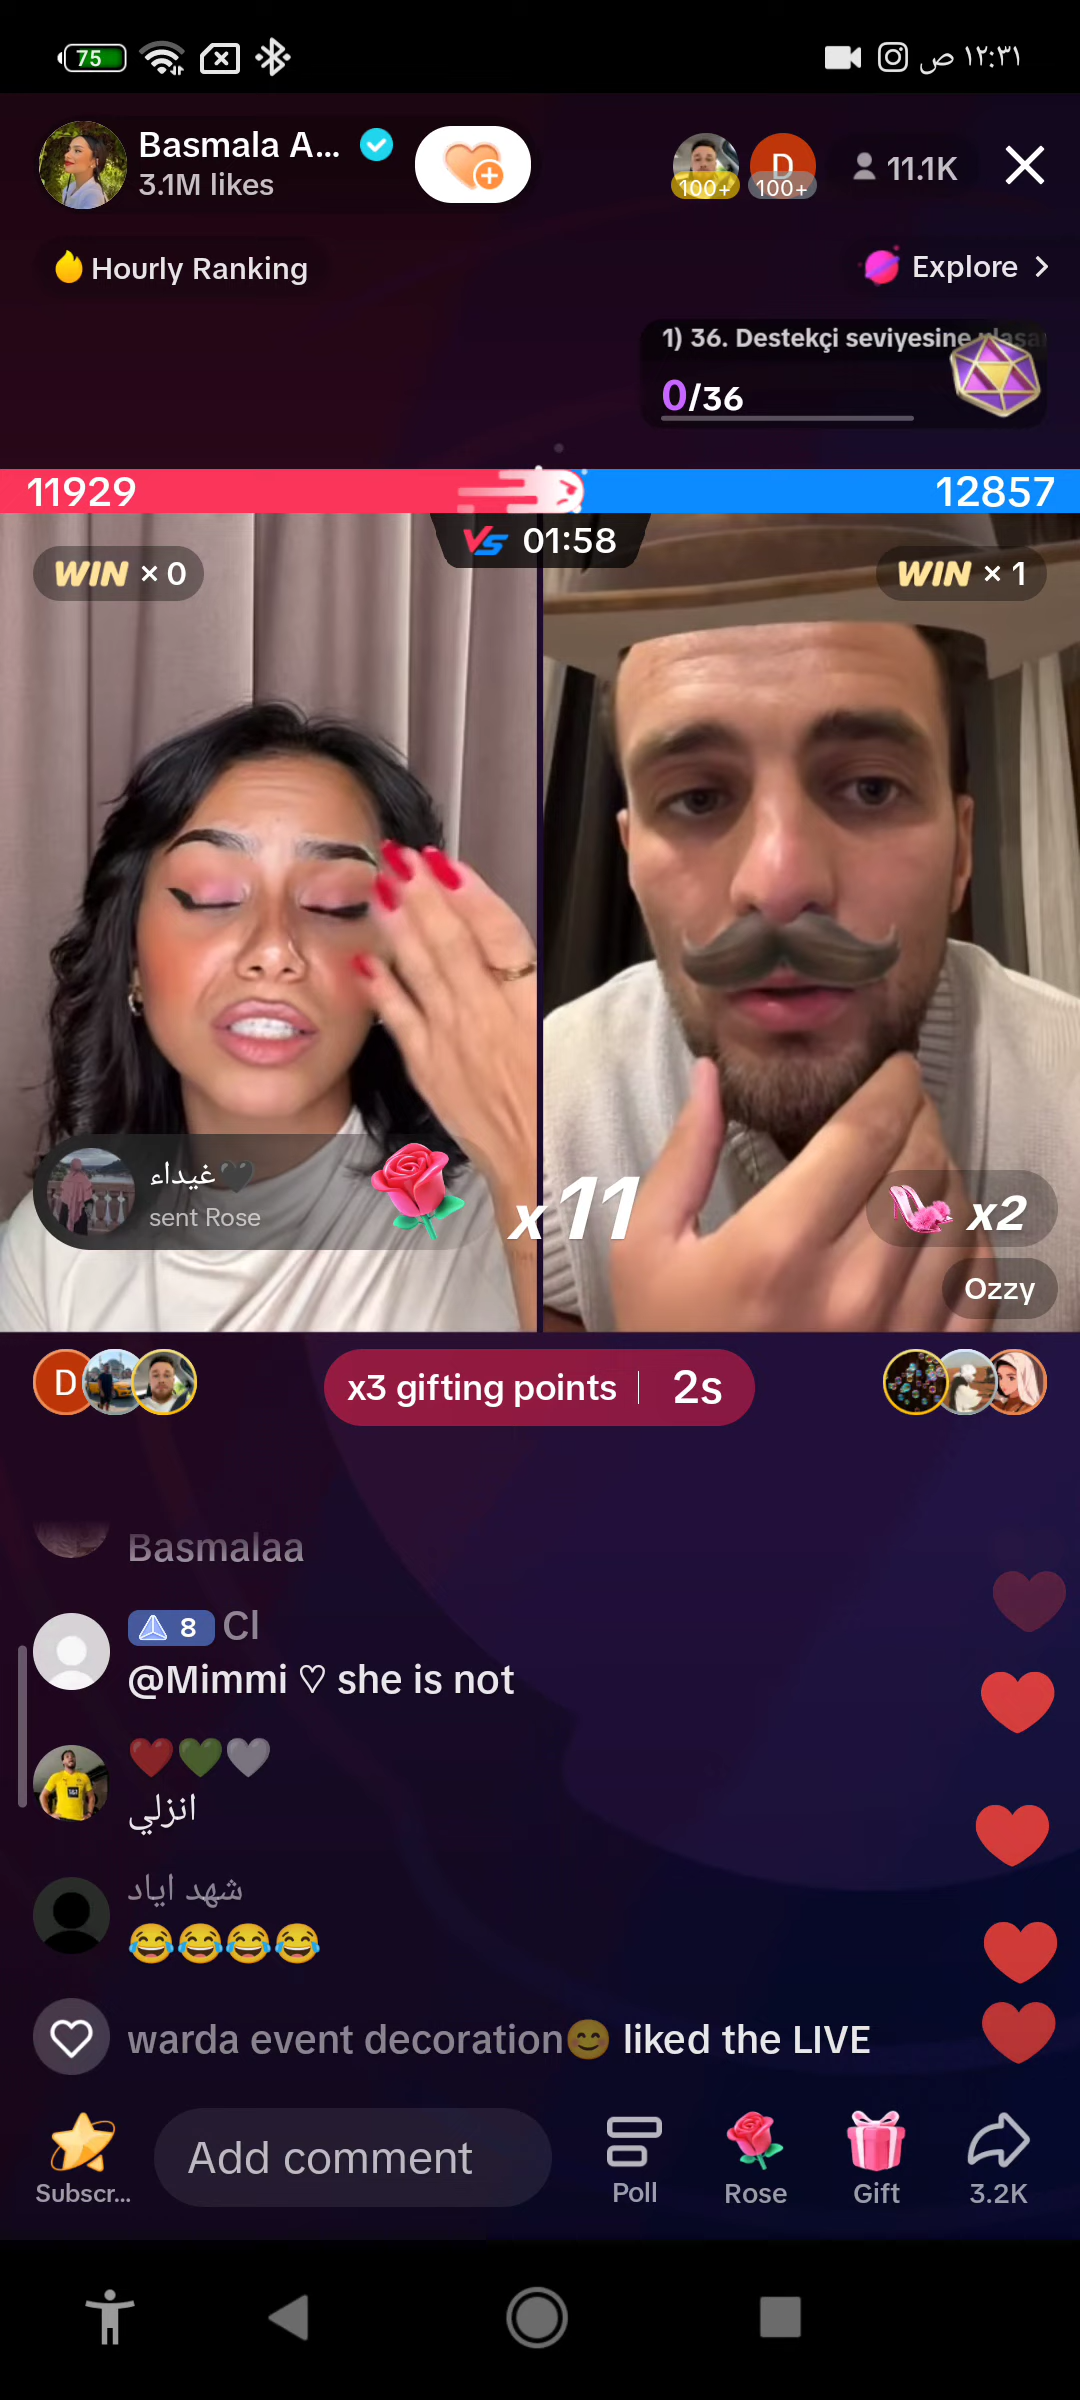 75
١٢:٣١ ص
Basmala A...
3.1M likes
100+
D
100+
11.1K
Hourly Ranking
Explore
1) 36. Destekçi seviyesine
0/36
11929
12857
VS 01:58
WIN × 0
WIN × 1
غيداء🖤
sent Rose
x11
x2
Ozzy
D
x3 gifting points | 2s
Basmalaa
8 Cl
@Mimmi ♡ she is not
❤️💚🤍
انزلي
شهد اياد
😂😂😂😂
warda event decoration😊 liked the LIVE
Subscr...
Add comment
Poll
Rose
Gift
3.2K